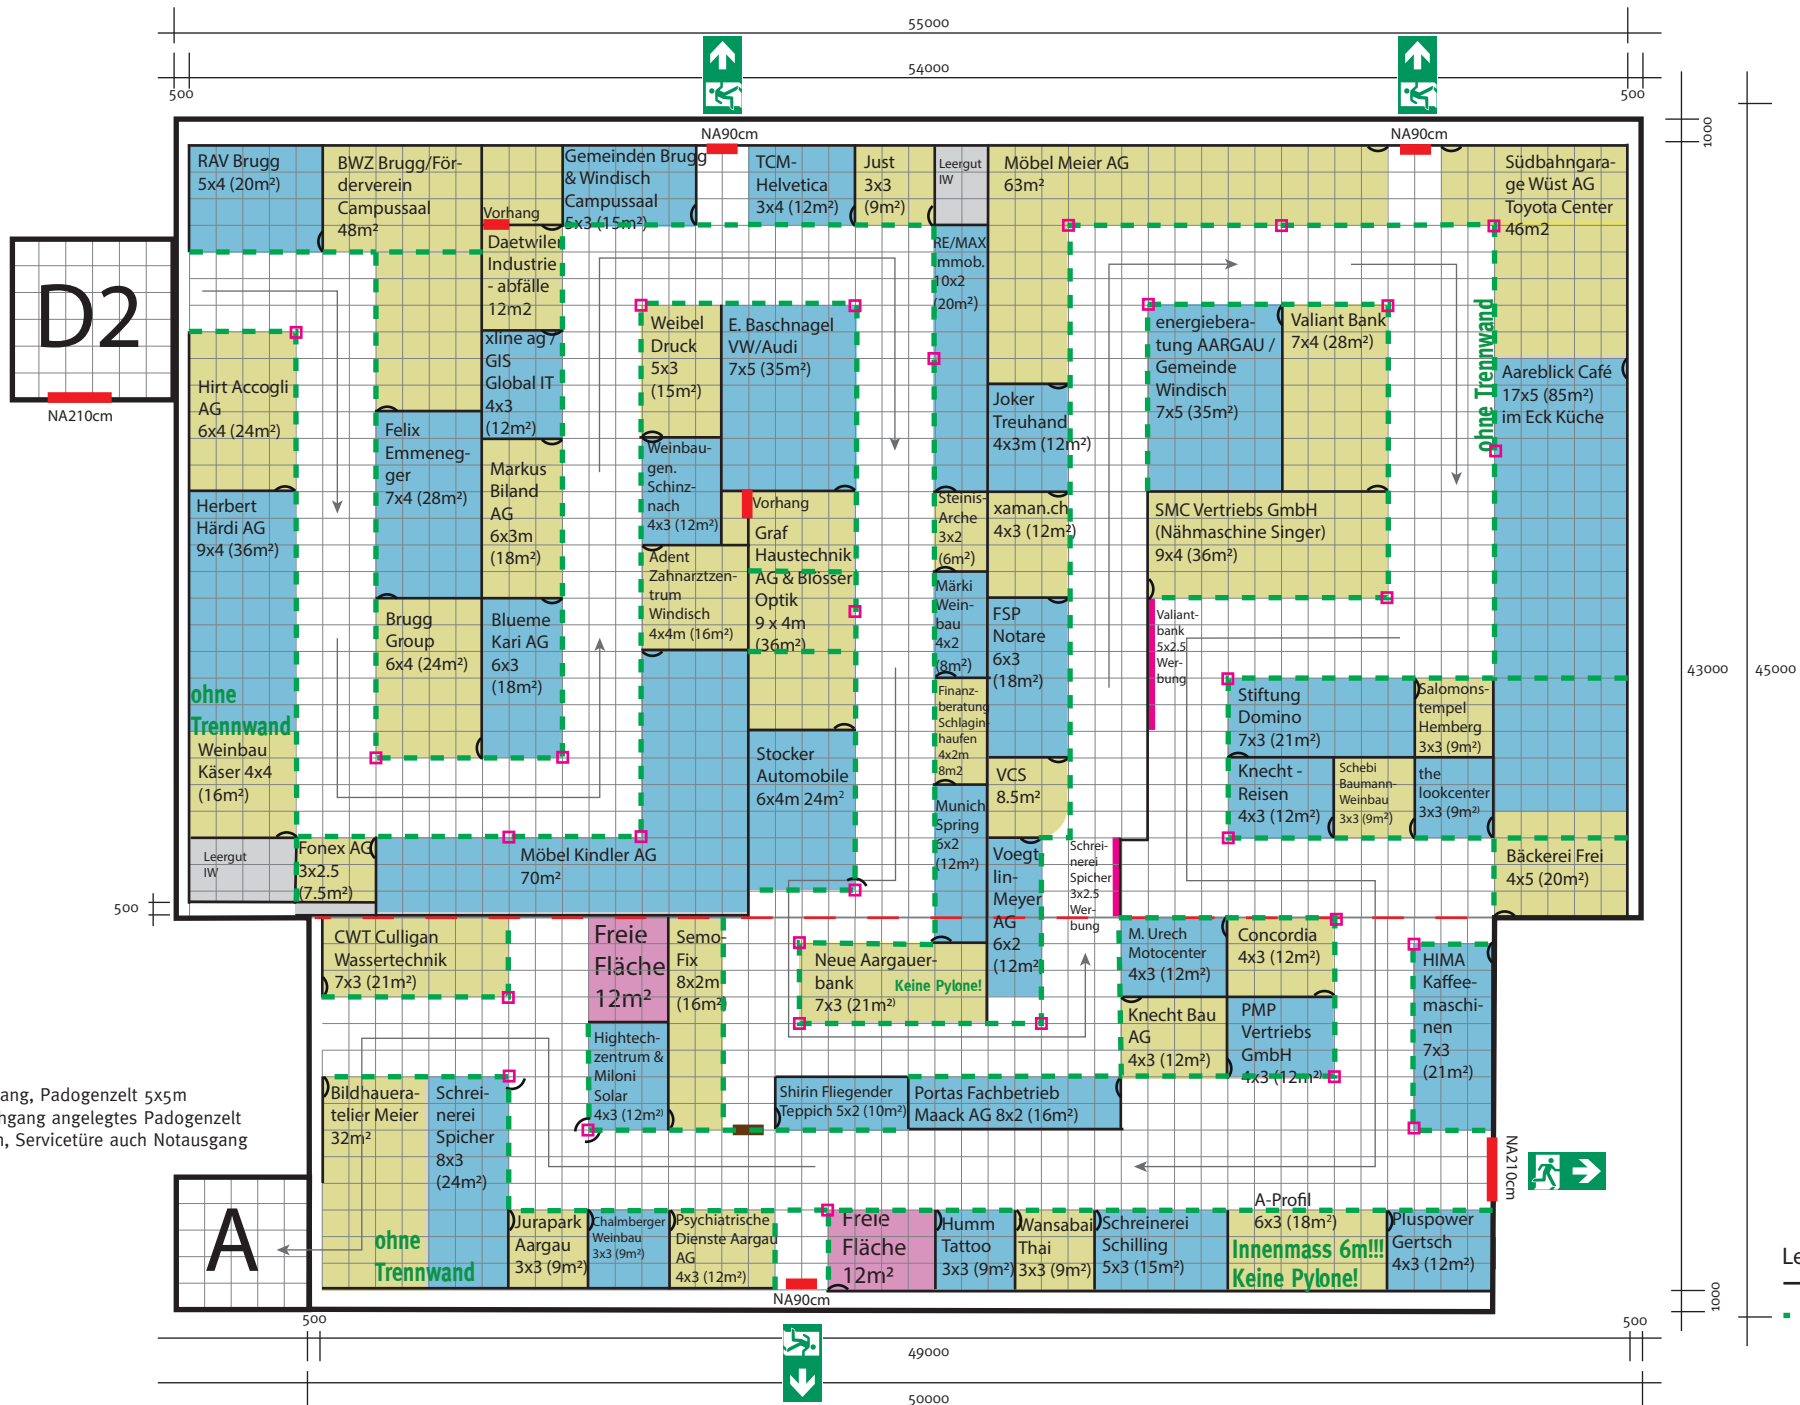 55000
54000
500
500
NA90cm
NA90cm
1000
RAV Brugg
5x4 (20m²)
BWZ Brugg/För-
derverein
Campussaal
48m²
Gemeinden Brugg
& Windisch
Campussaal
5x3 (15m²)
TCM-
Helvetica
3x4 (12m²)
Just
3x3
(9m²)
Leergut
IW
Möbel Meier AG
63m²
Südbahngara-
ge Wüst AG
Toyota Center
46m2
Vorhang
Daetwiler
Industrie
- abfälle
12m2
RE/MAX
Immob.
10x2
(20m²)
D2
NA210cm
Hirt Accogli
AG
6x4 (24m²)
xline ag /
GIS
Global IT
4x3
(12m²)
Weibel
Druck
5x3
(15m²)
E. Baschnagel
VW/Audi
7x5 (35m²)
energiebera-
tung AARGAU /
Gemeinde
Windisch
7x5 (35m²)
Valiant Bank
7x4 (28m²)
ohne Trennwand
Aareblick Café
17x5 (85m²)
im Eck Küche
Joker
Treuhand
4x3m (12m²)
Felix
Emmeneg-
ger
7x4 (28m²)
Markus
Biland
AG
6x3m
(18m²)
Weinbau-
gen.
Schinz-
nach
4x3 (12m²)
Herbert
Härdi AG
9x4 (36m²)
Vorhang
Graf
Haustechnik
AG & Blösser
Optik
9 x 4m
(36m²)
Steinis-
Arche
3x2
(6m²)
xaman.ch
4x3 (12m²)
SMC Vertriebs GmbH
(Nähmaschine Singer)
9x4 (36m²)
Adent
Zahnarztzen-
trum
Windisch
4x4m (16m²)
Märki
Wein-
bau
4x2
(8m²)
FSP
Notare
6x3
(18m²)
Valiant-
bank
5x2.5
Wer-
bung
Brugg
Group
6x4 (24m²)
Blueme
Kari AG
6x3
(18m²)
43000
45000
ohne
Trennwand
Weinbau
Käser 4x4
(16m²)
Finanz-
beratung
Schlagin
haufen
4x2m
8m2
Stiftung
Domino
7x3 (21m²)
Salomons-
tempel
Hemberg
3x3 (9m²)
Stocker
Automobile
6x4m 24m²
VCS
8.5m²
Knecht -
Reisen
4x3 (12m²)
Schebi
Baumann-
Weinbau
3x3 (9m²)
the
lookcenter
3x3 (9m²)
Munich
Spring
6x2
(12m²)
Leergut
IW
Fonex AG
3x2.5
(7.5m²)
Möbel Kindler AG
70m²
Voegt
lin-
Meyer
AG
6x2
(12m²)
Schrei-
nerei
Spicher
3x2.5
Wer-
bung
Bäckerei Frei
4x5 (20m²)
500
CWT Culligan
Wassertechnik
7x3 (21m²)
Freie
Fläche
12m²
Semo-
Fix
8x2m
(16m²)
Neue Aargauer-
bank
7x3 (21m²)
Keine Pylone!
M. Urech
Motocenter
4x3 (12m²)
Concordia
4x3 (12m²)
HIMA
Kaffee-
maschi-
nen
7x3
(21m²)
Knecht Bau
AG
4x3 (12m²)
PMP
Vertriebs
GmbH
4x3 (12m²)
Hightech-
zentrum &
Miloni
Solar
4x3 (12m²)
ang, Padogenzelt 5x5m
hgang angelegtes Padogenzelt
n, Servicetüre auch Notausgang
Bildhauera-
telier Meier
32m²
Schrei-
nerei
Spicher
8x3
(24m²)
Shirin Fliegender
Teppich 5x2 (10m²)
Portas Fachbetrieb
Maack AG 8x2 (16m²)
NA210cm
A
ohne
Trennwand
Jurapark
Aargau
3x3 (9m²)
Chalmberger
Weinbau
3x3 (9m²)
Psychiatrische
Dienste Aargau
AG
4x3 (12m²)
Freie
Fläche
12m²
Humm
Tattoo
3x3 (9m²)
Wansabai
Thai
3x3 (9m²)
Schreinerei
Schilling
5x3 (15m²)
A-Profil
6x3 (18m²)
Innenmass 6m!!!
Keine Pylone!
Pluspower
Gertsch
4x3 (12m²)
NA90cm
Le
1000
500
500
49000
50000